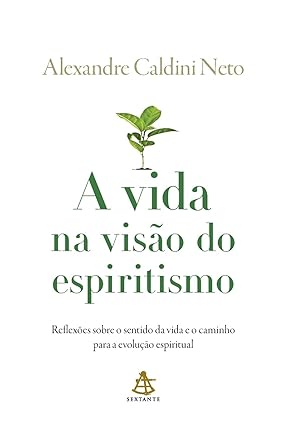 Alexandre Caldini Neto
A vida
na visão do
espiritismo
Reflexões sobre o sentido da vida e o caminho
para a evolução espiritual
SEXTANTE